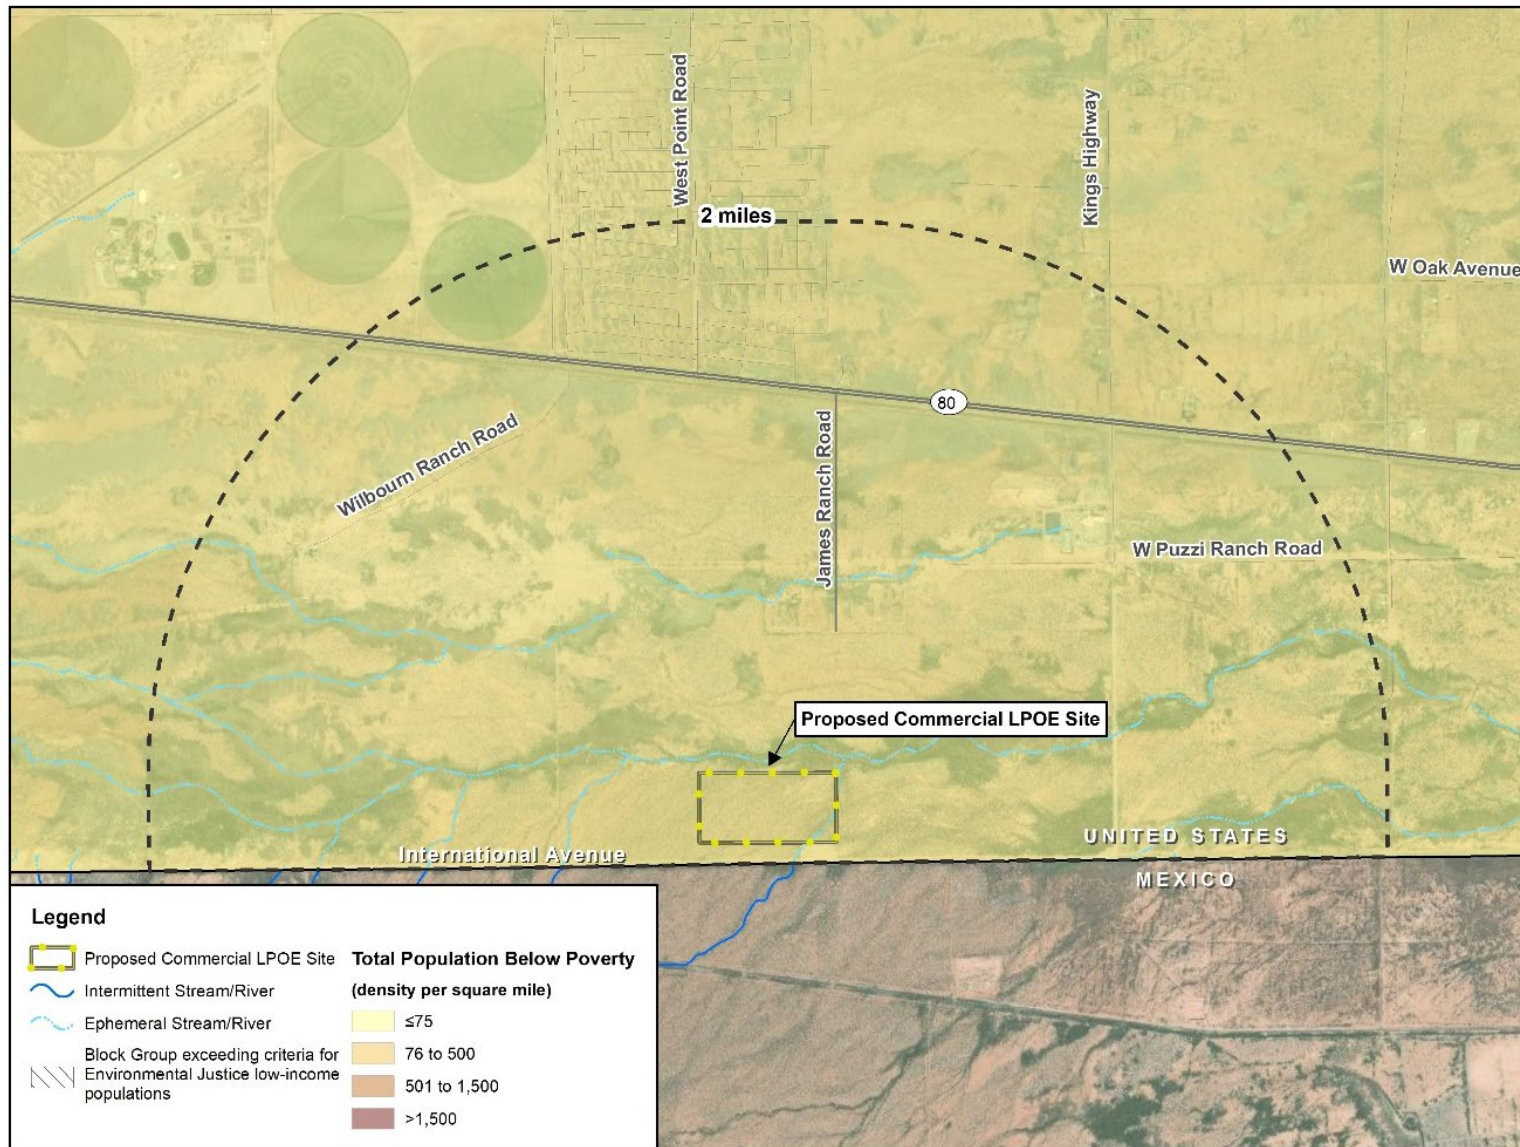 West Point Road
Kings Highway
2 miles
W Oak Avenue
80
Wilbourn Ranch Road
James Ranch Road
W Puzzi Ranch Road
Proposed Commercial LPOE Site
UNITED STATES
International Avenue
MEXICO
Legend
Proposed Commercial LPOE Site
Intermittent Stream/River
Ephemeral Stream/River
Block Group exceeding criteria for
Environmental Justice low-income
populations
Total Population Below Poverty
(density per square mile)
≤75
76 to 500
501 to 1,500
>1,500